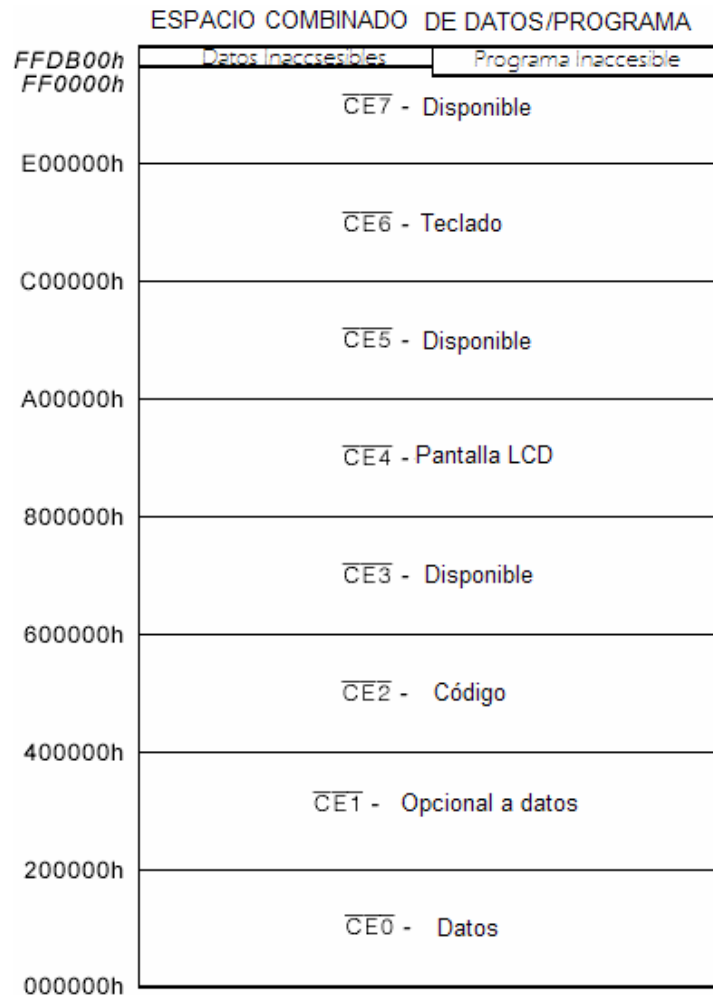 ESPACIO COMBINADO DE DATOS/PROGRAMA
FFDB00h
Datos Inaccsesibles
Programa Inaccesible
FF0000h
CE7 - Disponible
E00000h
CE6 - Teclado
C00000h
CE5 - Disponible
A00000h
CE4 - Pantalla LCD
800000h
CE3 - Disponible
600000h
CE2 - Código
400000h
CE1 - Opcional a datos
200000h
CE0 - Datos
000000h